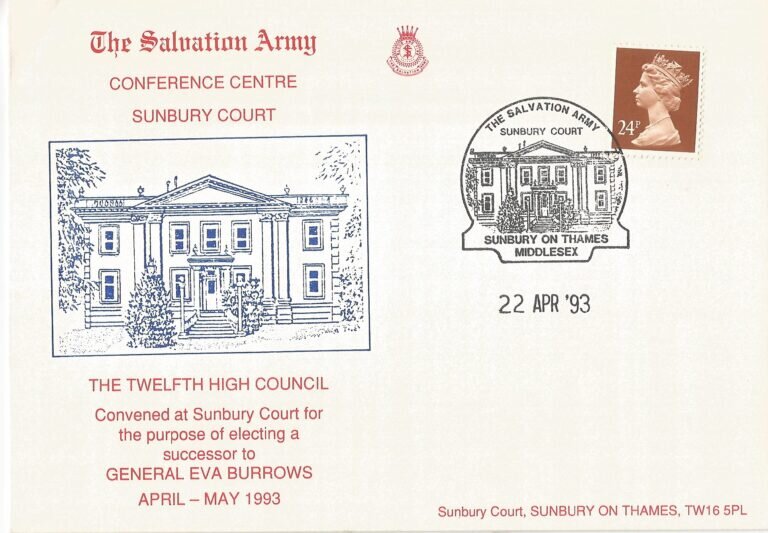 The Salvation Army
CONFERENCE CENTRE
SUNBURY COURT
THE TWELFTH HIGH COUNCIL
Convened at Sunbury Court for
the purpose of electing a
successor to
GENERAL EVA BURROWS
APRIL – MAY 1993
24P
THE SALVATION ARMY
SUNBURY COURT
SUNBURY ON THAMES
MIDDLESEX
22 APR '93
Sunbury Court, SUNBURY ON THAMES, TW16 5PL